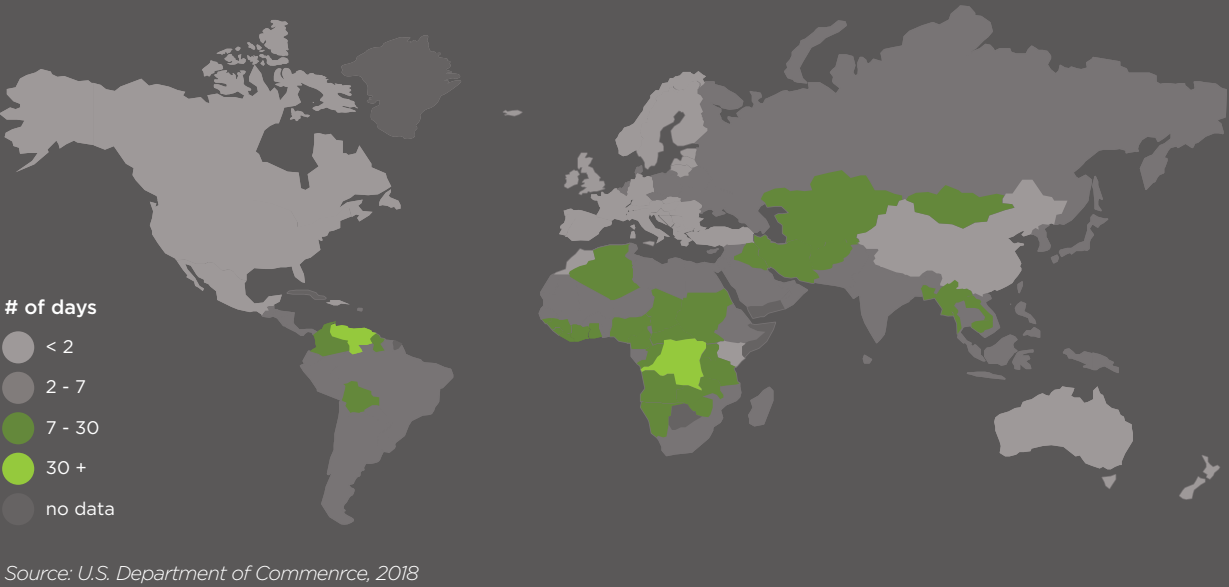 # of days
< 2
2 - 7
7 - 30
30 +
no data
Source: U.S. Department of Commenrce, 2018